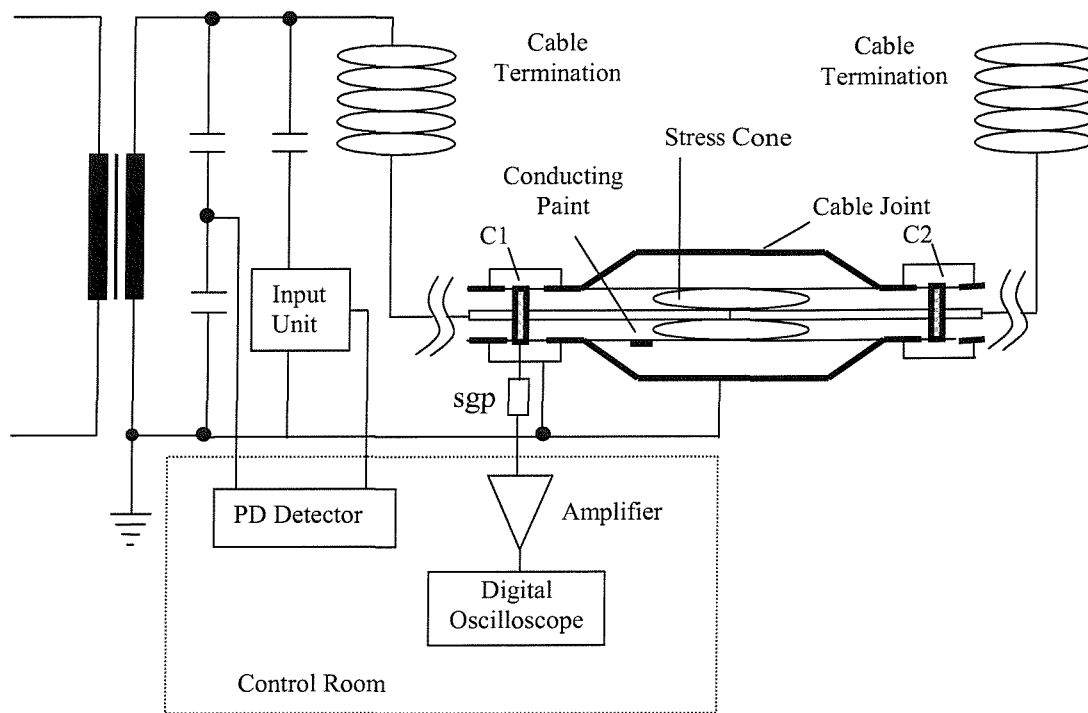 Cable
Termination
Cable
Termination
Stress Cone
Conducting
Paint
Cable Joint
C1
C2
Input
Unit
sgp
PD Detector
Amplifier
Digital
Oscilloscope
Control Room